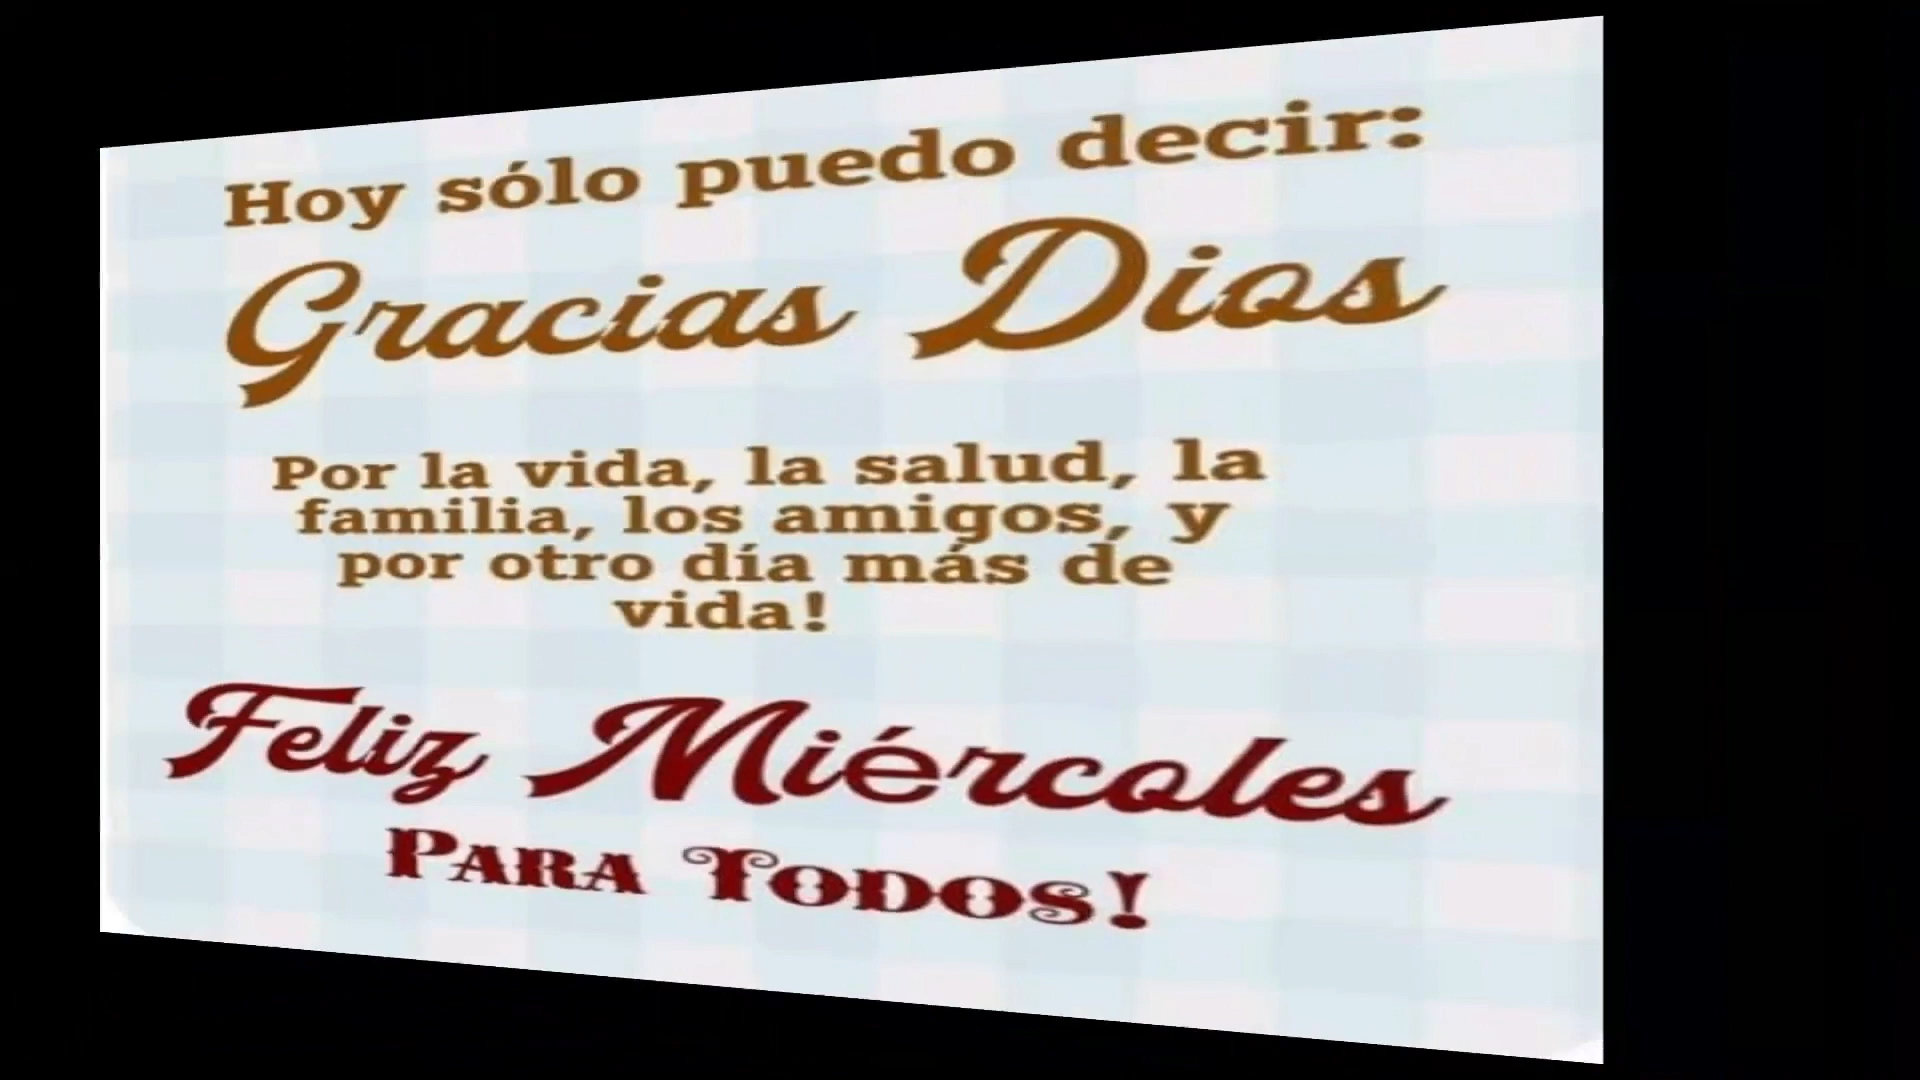 Hoy sólo puedo decir:
Gracias Dios
Por la vida, la salud, la
familia, los amigos, y
por otro día más de
vida!
Feliz Miércoles
PARA TODOS!